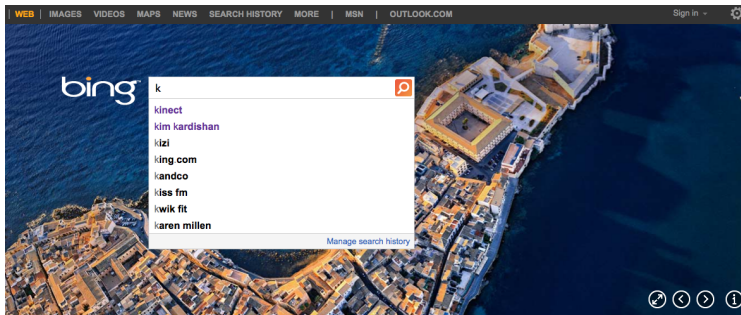 WEB | IMAGES VIDEOS MAPS NEWS SEARCH HISTORY MORE | MSN | OUTLOOK.COM Sign in
bing
k
kinect
kim kardishan
kizi
king.com
kandco
kiss fm
kwik fit
karen millen
Manage search history